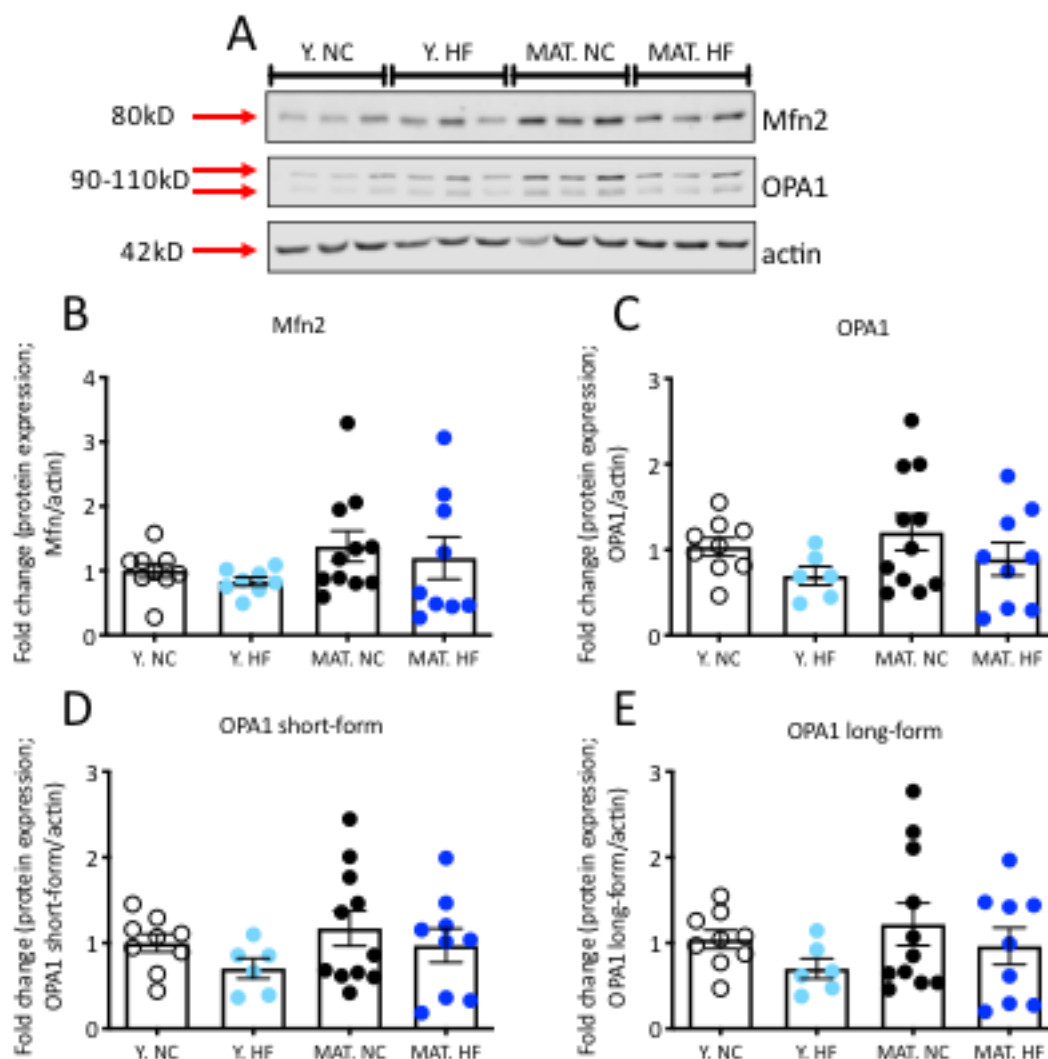 A
Y. NC Y. HF MAT. NC MAT. HF
80kD Mfn2
90-110kD OPA1
42kD actin
B
Mfn2
Fold change (protein expression;
Mfn/actin)
4
3
2
1
0
Y. NC Y. HF MAT. NC MAT. HF
C
OPA1
Fold change (protein expression;
OPA1/actin)
3
2
1
0
Y. NC Y. HF MAT. NC MAT. HF
D
OPA1 short-form
Fold change (protein expression;
OPA1 short-form/actin)
3
2
1
0
Y. NC Y. HF MAT. NC MAT. HF
E
OPA1 long-form
Fold change (protein expression;
OPA1 long-form/actin)
3
2
1
0
Y. NC Y. HF MAT. NC MAT. HF